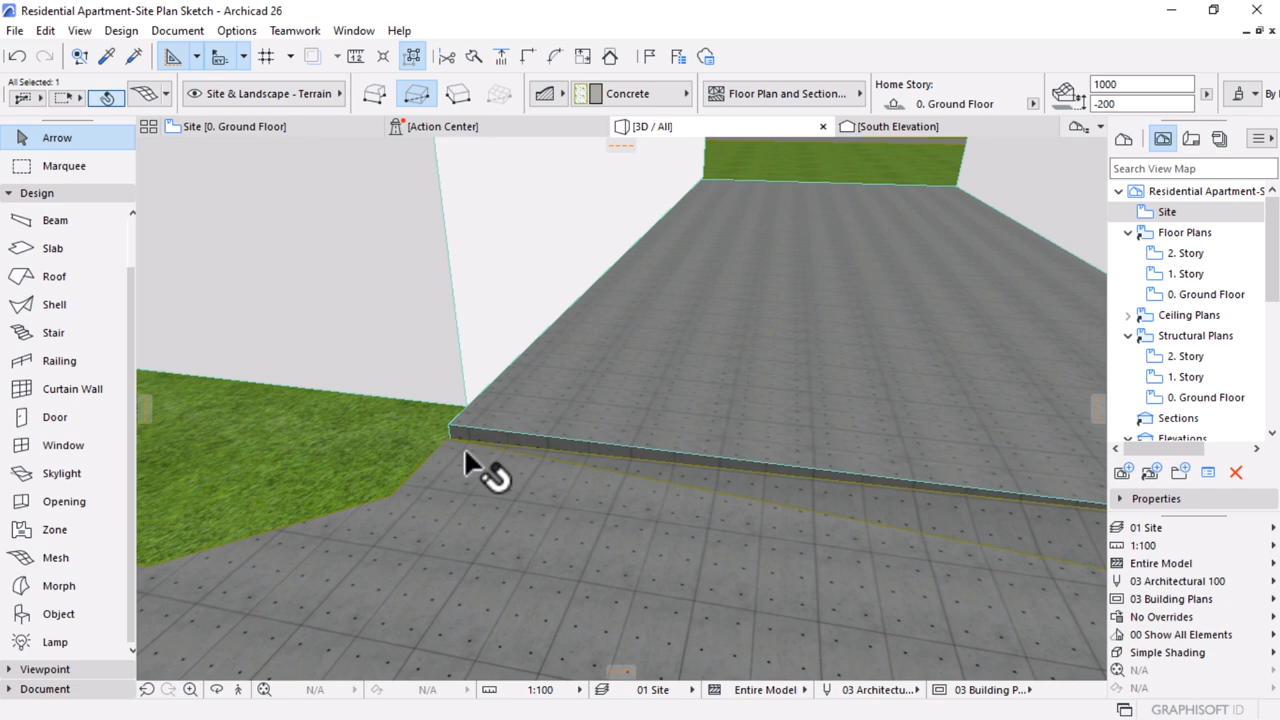 Residential Apartment-Site Plan Sketch - Archicad 26
File Edit View Design Document Options Teamwork Window Help
All Selected: 1
Site & Landscape - Terrain
Concrete
Floor Plan and Section...
Home Story:
0. Ground Floor
1000
-200
By
Site [0. Ground Floor]
[Action Center]
[3D / All]
[South Elevation]
Arrow
Marquee
Design
Beam
Slab
Roof
Shell
Stair
Railing
Curtain Wall
Door
Window
Skylight
Opening
Zone
Mesh
Morph
Object
Lamp
Viewpoint
Document
Search View Map
Residential Apartment-S
Site
Floor Plans
2. Story
1. Story
0. Ground Floor
Ceiling Plans
Structural Plans
2. Story
1. Story
0. Ground Floor
Sections
Elevations
Properties
01 Site
1:100
Entire Model
03 Architectural 100
03 Building Plans
No Overrides
00 Show All Elements
Simple Shading
N/A
N/A
N/A N/A 1:100 01 Site Entire Model 03 Architectu... 03 Building P...
GRAPHISOFT ID